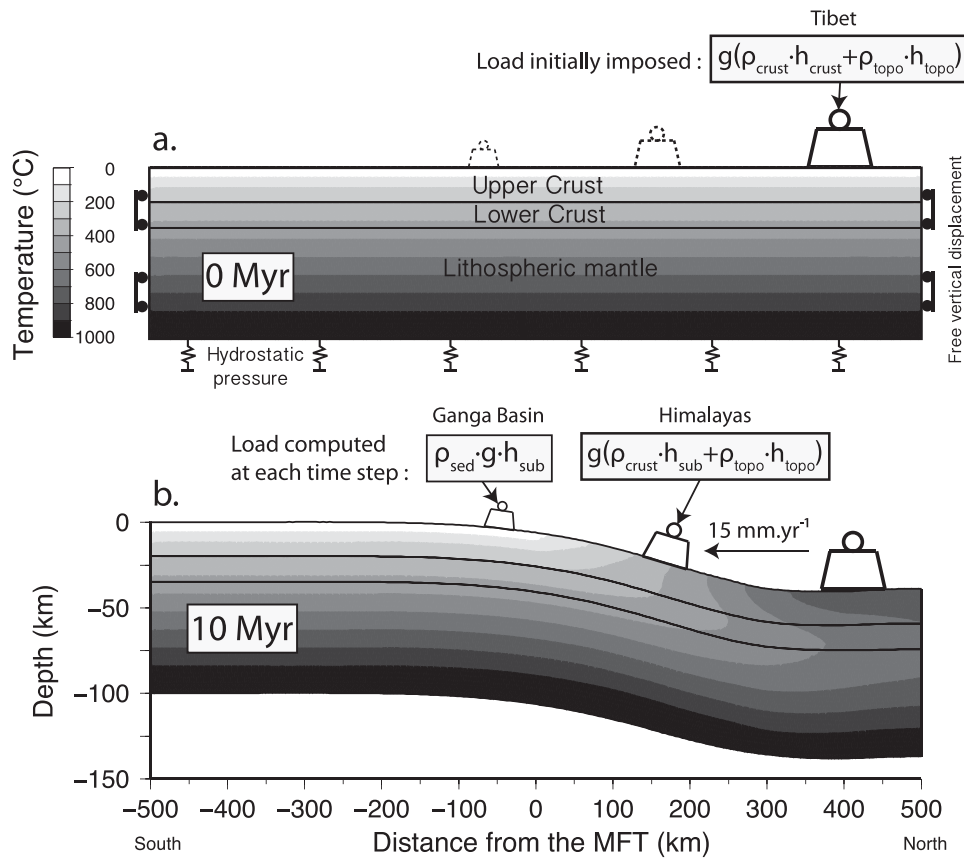 Tibet
Load initially imposed : g(ρcrust·hcrust+ρtopo·htopo)
a.
Temperature (°C)
0
200
400
600
800
1000
Upper Crust
Lower Crust
Lithospheric mantle
0 Myr
Free vertical displacement
Hydrostatic
pressure
Ganga Basin
Himalayas
Load computed
at each time step :
ρsed·g·hsub
g(ρcrust·hsub+ρtopo·htopo)
b.
15 mm.yr⁻¹
10 Myr
Depth (km)
0
−50
−100
−150
−500 −400 −300 −200 −100 0 100 200 300 400 500
South
Distance from the MFT (km)
North